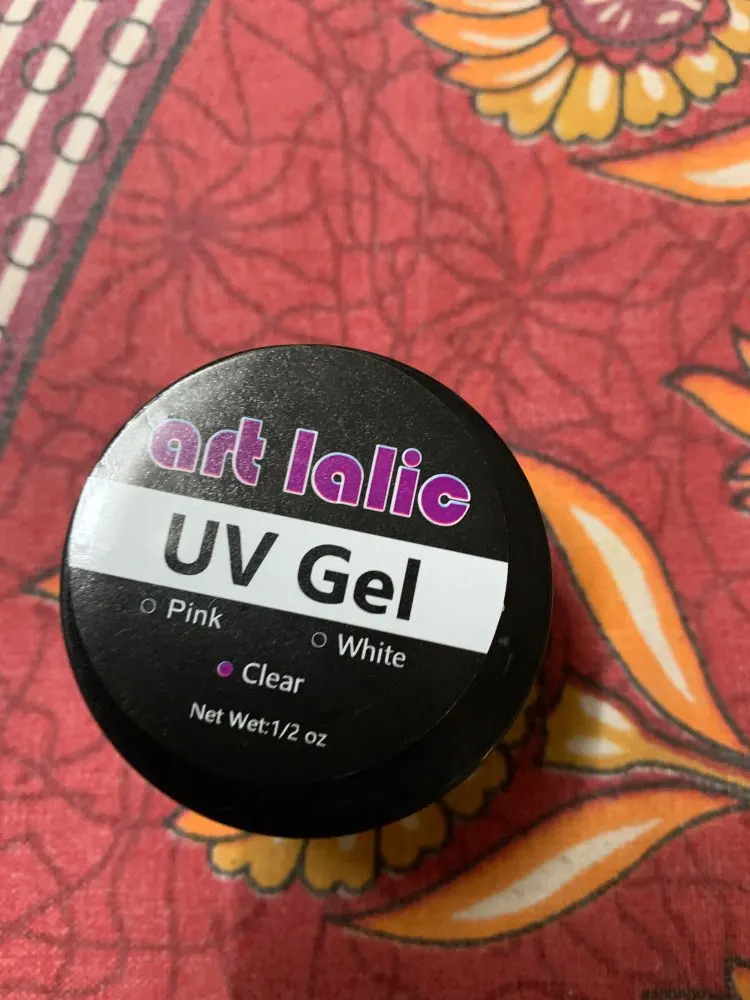 art lalic
UV Gel
Pink
White
Clear
Net Wet:1/2 oz